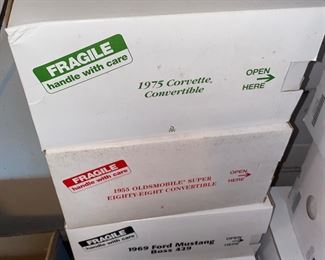 FRAGILE
handle with care
1975 Corvette
Convertible
OPEN
HERE
FRAGILE
handle with care
1955 OLDSMOBILE SUPER
EIGHTY-EIGHT CONVERTIBLE
OPEN
HERE
FRAGILE
handle with care
1969 Ford Mustang
Boss 429
OPEN
HERE